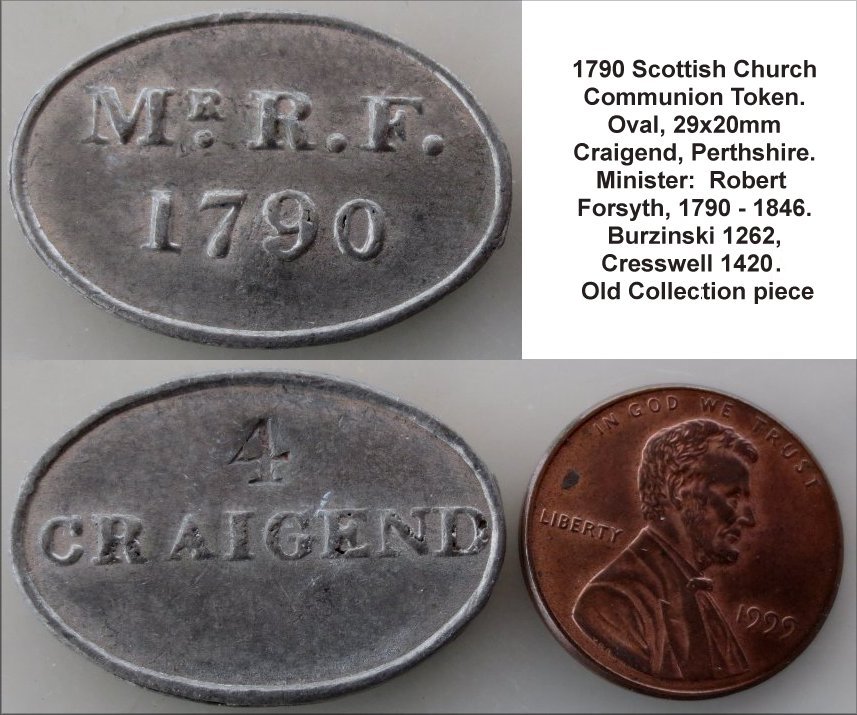 Mʀ. R.F.
1790
1790 Scottish Church
Communion Token.
Oval, 29x20mm
Craigend, Perthshire.
Minister: Robert
Forsyth, 1790 - 1846.
Burzinski 1262,
Cresswell 1420.
Old Collection piece
4
CRAIGEND
IN GOD WE TRUST
LIBERTY
1999